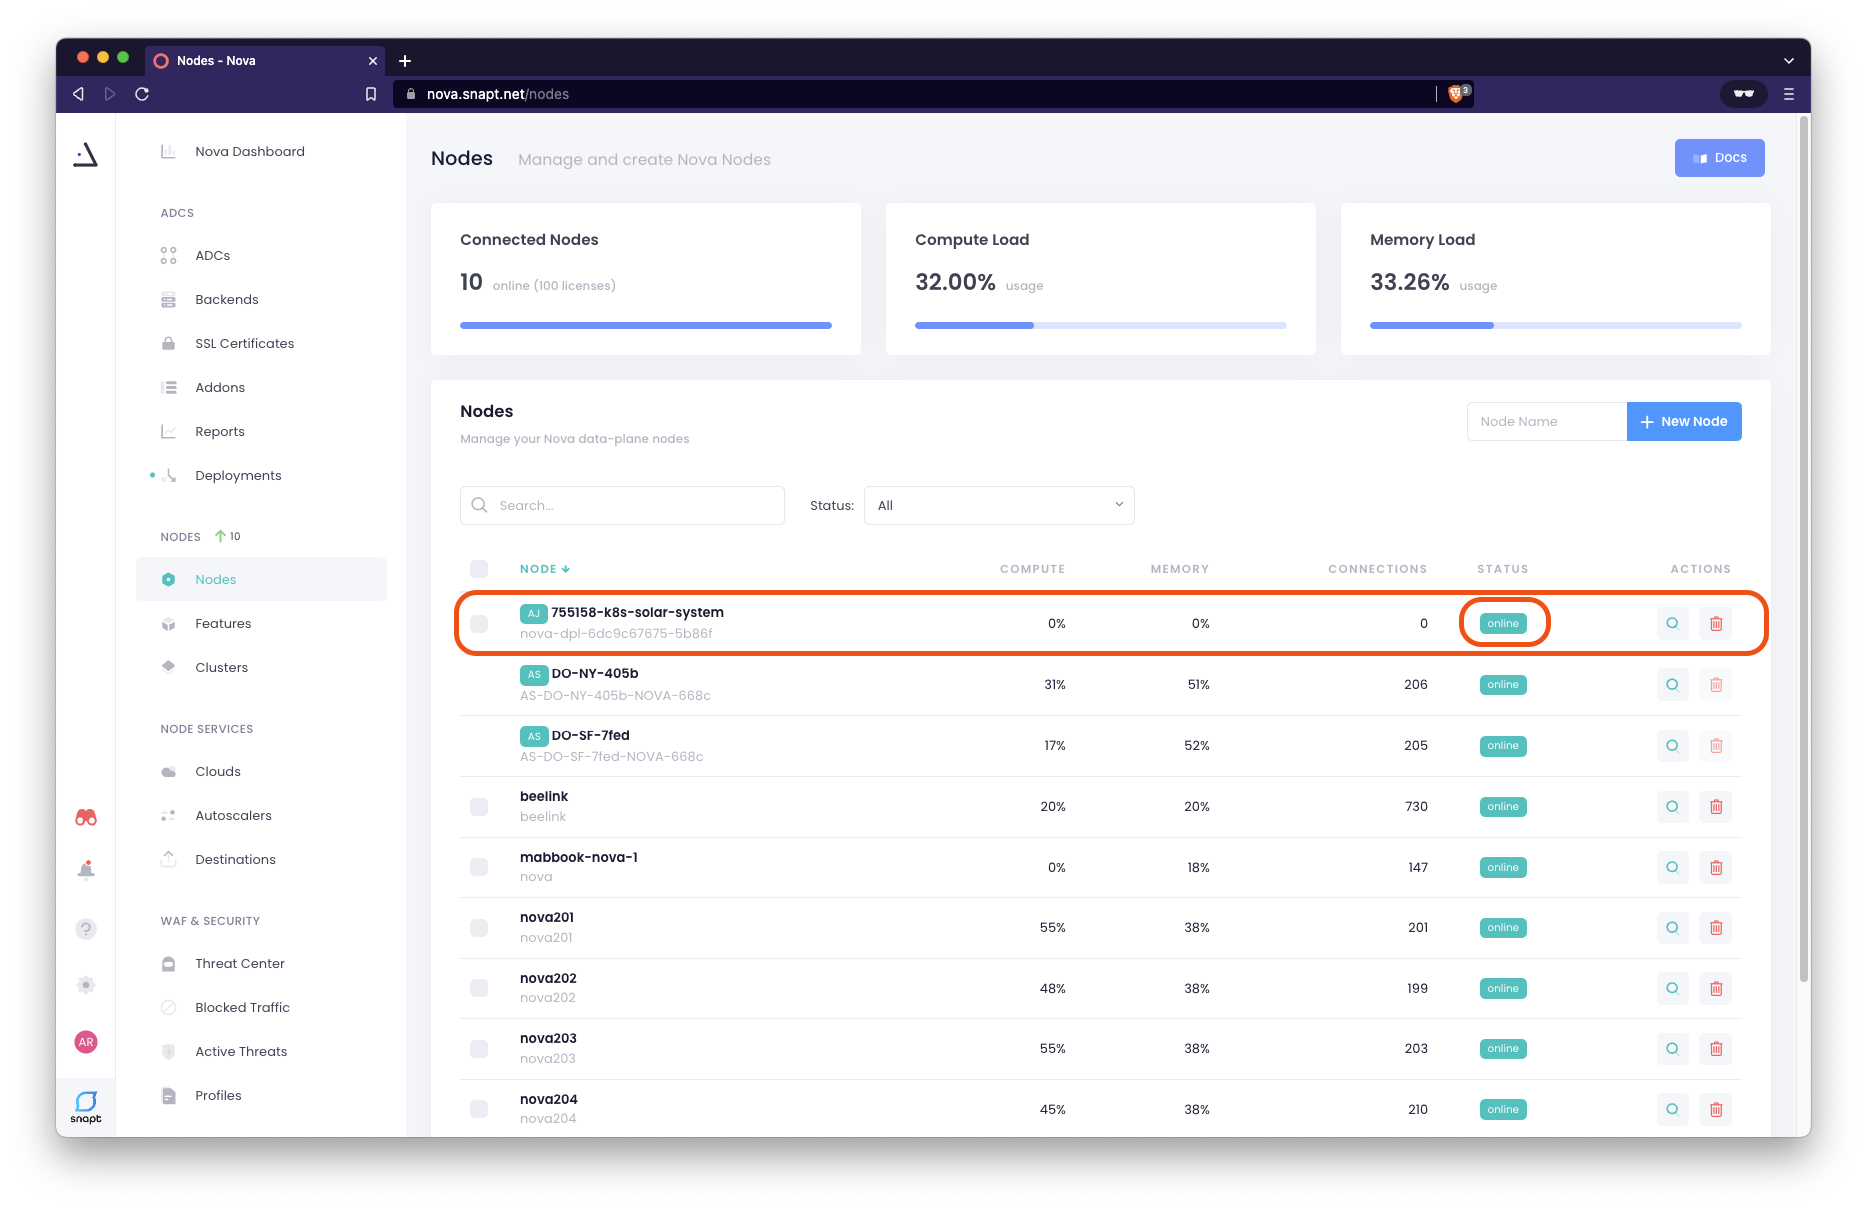 Nodes - Nova
nova.snapt.net/nodes
3
Nova Dashboard
ADCS
ADCs
Backends
SSL Certificates
Addons
Reports
Deployments
NODES 10
Nodes
Features
Clusters
NODE SERVICES
Clouds
Autoscalers
Destinations
WAF & SECURITY
Threat Center
Blocked Traffic
Active Threats
Profiles
AR
snapt
Nodes Manage and create Nova Nodes
Docs
Connected Nodes
10 online (100 licenses)
Compute Load
32.00% usage
Memory Load
33.26% usage
Nodes
Manage your Nova data-plane nodes
Node Name
+ New Node
Search...
Status: All
NODE COMPUTE MEMORY CONNECTIONS STATUS ACTIONS
AJ 755158-k8s-solar-system
nova-dpl-6dc9c67675-5b86f
0% 0% 0 online
AS DO-NY-405b
AS-DO-NY-405b-NOVA-668c
31% 51% 206 online
AS DO-SF-7fed
AS-DO-SF-7fed-NOVA-668c
17% 52% 205 online
beelink
beelink
20% 20% 730 online
mabbook-nova-1
nova
0% 18% 147 online
nova201
nova201
55% 38% 201 online
nova202
nova202
48% 38% 199 online
nova203
nova203
55% 38% 203 online
nova204
nova204
45% 38% 210 online